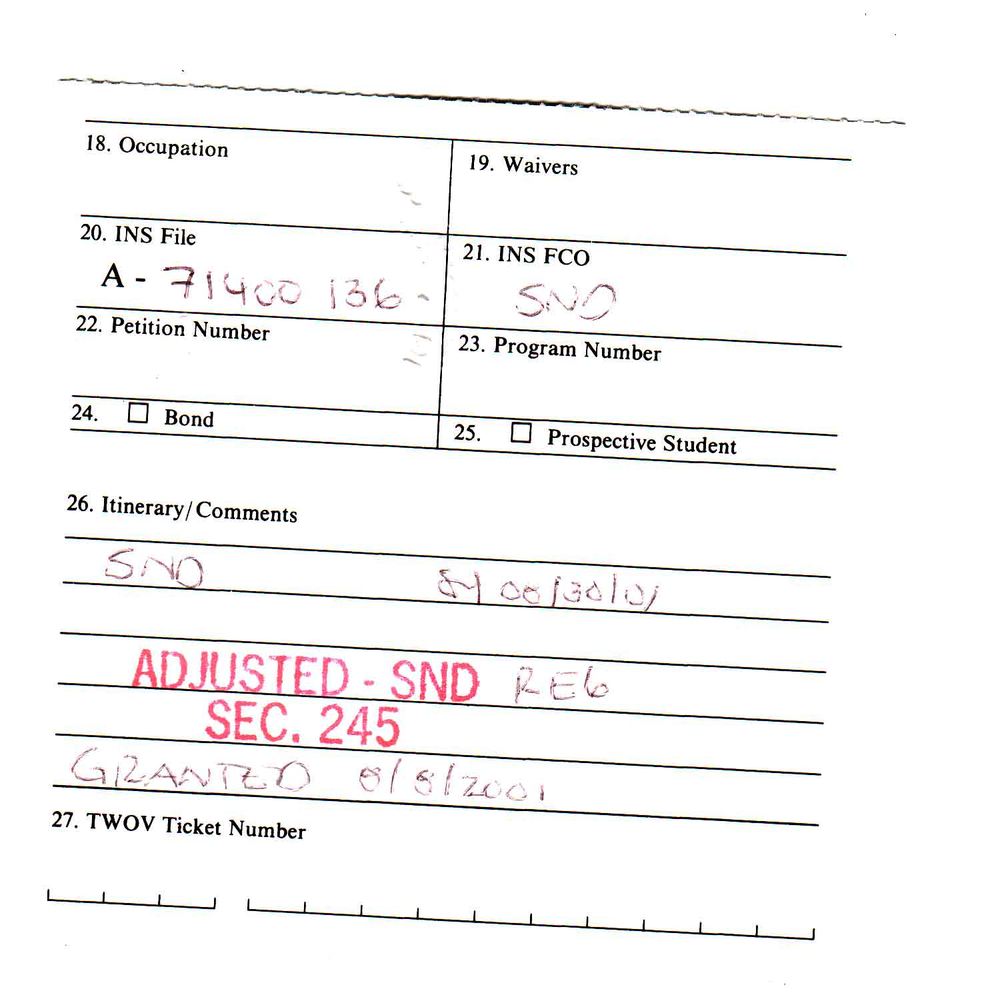 18. Occupation
19. Waivers
20. INS File
A - 71400 136
21. INS FCO
SND
22. Petition Number
23. Program Number
24. Bond
25. Prospective Student
26. Itinerary/Comments
SND 08/30/01
ADJUSTED - SND RE6
SEC. 245
GRANTED 8/8/2001
27. TWOV Ticket Number